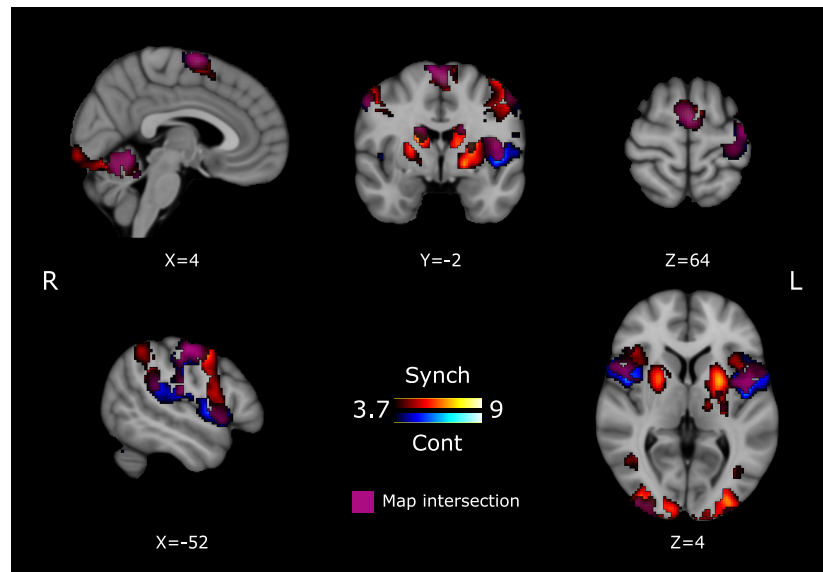 X=4
Y=-2
Z=64
R
L
Synch
3.7
9
Cont
Map intersection
X=-52
Z=4